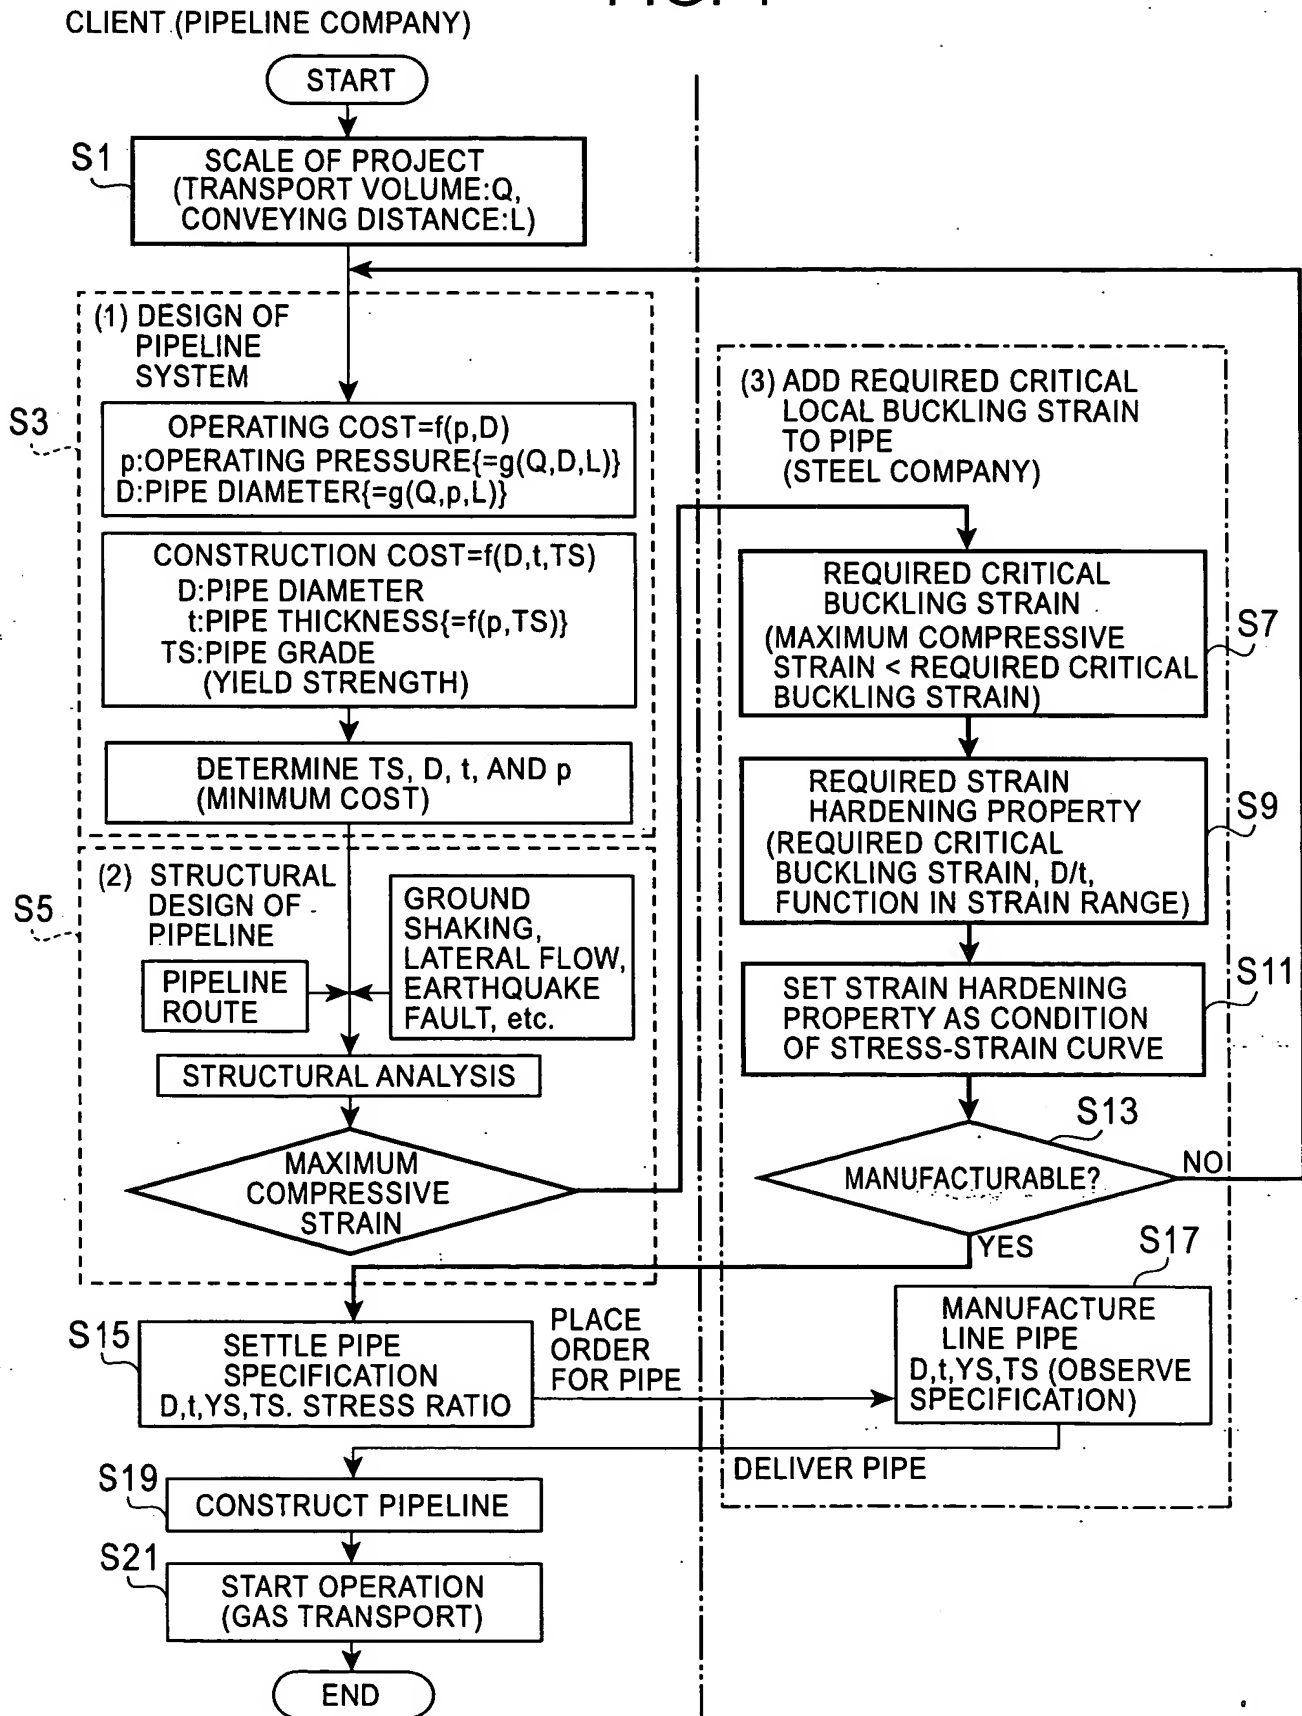 CLIENT.(PIPELINE COMPANY)
START
S1
SCALE OF PROJECT
(TRANSPORT VOLUME:Q,
CONVEYING DISTANCE:L)
(1) DESIGN OF
PIPELINE
SYSTEM
S3
OPERATING COST=f(p,D)
p:OPERATING PRESSURE{=g(Q,D,L)}
D:PIPE DIAMETER{=g(Q,p,L)}
CONSTRUCTION COST=f(D,t,TS)
D:PIPE DIAMETER
t:PIPE THICKNESS{=f(p,TS)}
TS:PIPE GRADE
(YIELD STRENGTH)
DETERMINE TS, D, t, AND p
(MINIMUM COST)
S5
(2) STRUCTURAL
DESIGN OF
PIPELINE
PIPELINE
ROUTE
GROUND
SHAKING,
LATERAL FLOW,
EARTHQUAKE
FAULT, etc.
STRUCTURAL ANALYSIS
MAXIMUM
COMPRESSIVE
STRAIN
(3) ADD REQUIRED CRITICAL
LOCAL BUCKLING STRAIN
TO PIPE
(STEEL COMPANY)
REQUIRED CRITICAL
BUCKLING STRAIN
(MAXIMUM COMPRESSIVE
STRAIN < REQUIRED CRITICAL
BUCKLING STRAIN)
S7
REQUIRED STRAIN
HARDENING PROPERTY
(REQUIRED CRITICAL
BUCKLING STRAIN, D/t,
FUNCTION IN STRAIN RANGE)
S9
SET STRAIN HARDENING
PROPERTY AS CONDITION
OF STRESS-STRAIN CURVE
S11
S13
MANUFACTURABLE?
NO
YES
S15
SETTLE PIPE
SPECIFICATION
D,t,YS,TS. STRESS RATIO
PLACE
ORDER
FOR PIPE
S17
MANUFACTURE
LINE PIPE
D,t,YS,TS (OBSERVE
SPECIFICATION)
DELIVER PIPE
S19
CONSTRUCT PIPELINE
S21
START OPERATION
(GAS TRANSPORT)
END